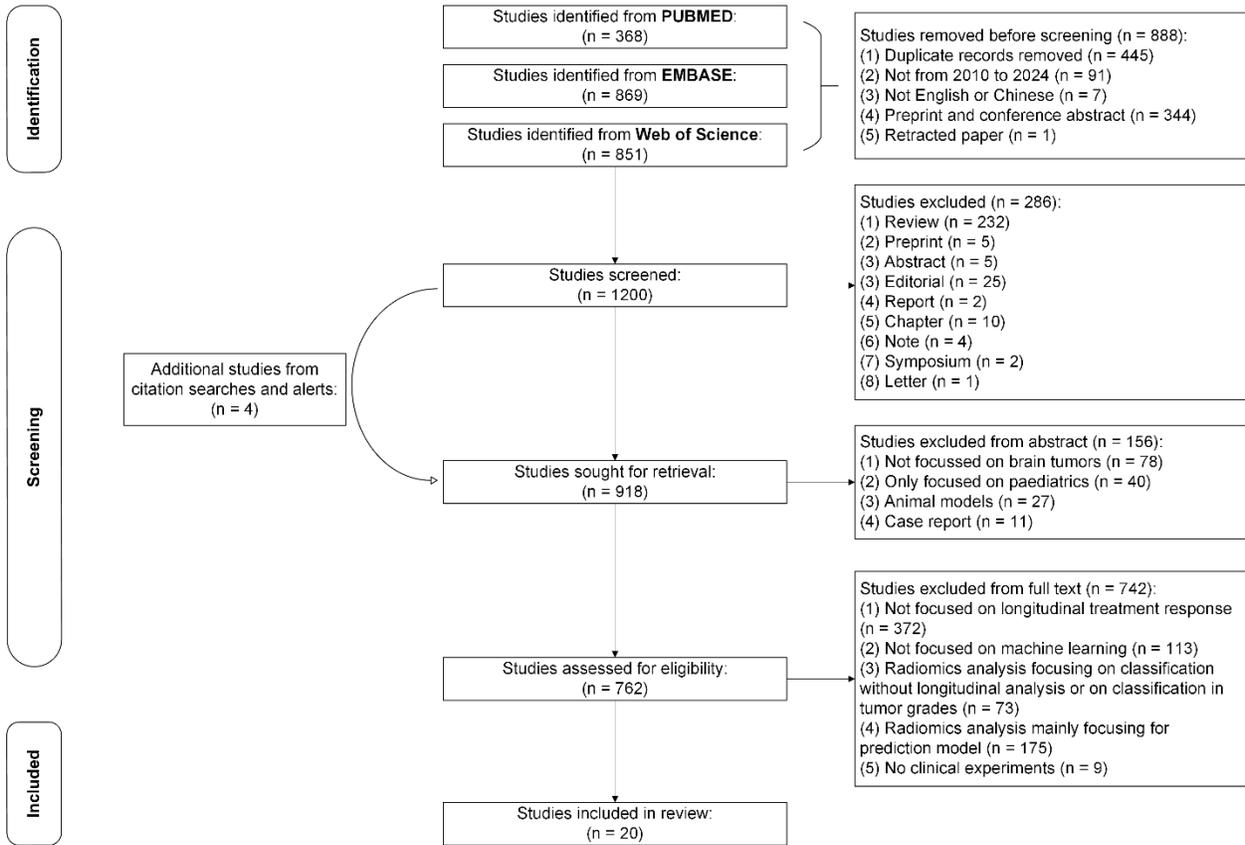 Identification
Studies identified from PUBMED:
(n = 368)
Studies identified from EMBASE:
(n = 869)
Studies identified from Web of Science:
(n = 851)
Studies removed before screening (n = 888):
(1) Duplicate records removed (n = 445)
(2) Not from 2010 to 2024 (n = 91)
(3) Not English or Chinese (n = 7)
(4) Preprint and conference abstract (n = 344)
(5) Retracted paper (n = 1)
Screening
Studies screened:
(n = 1200)
Studies excluded (n = 286):
(1) Review (n = 232)
(2) Preprint (n = 5)
(3) Abstract (n = 5)
(3) Editorial (n = 25)
(4) Report (n = 2)
(5) Chapter (n = 10)
(6) Note (n = 4)
(7) Symposium (n = 2)
(8) Letter (n = 1)
Additional studies from
citation searches and alerts:
(n = 4)
Studies sought for retrieval:
(n = 918)
Studies excluded from abstract (n = 156):
(1) Not focussed on brain tumors (n = 78)
(2) Only focused on paediatrics (n = 40)
(3) Animal models (n = 27)
(4) Case report (n = 11)
Studies assessed for eligibility:
(n = 762)
Studies excluded from full text (n = 742):
(1) Not focused on longitudinal treatment response
(n = 372)
(2) Not focused on machine learning (n = 113)
(3) Radiomics analysis focusing on classification
without longitudinal analysis or on classification in
tumor grades (n = 73)
(4) Radiomics analysis mainly focusing for
prediction model (n = 175)
(5) No clinical experiments (n = 9)
Included
Studies included in review:
(n = 20)